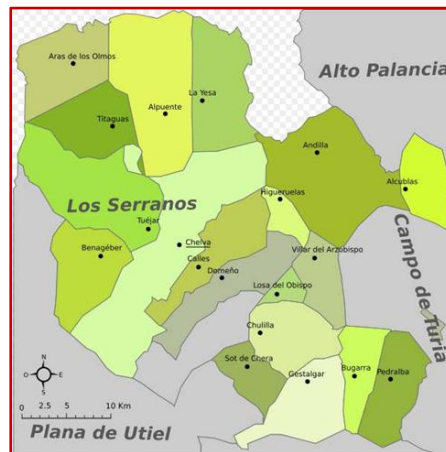 Aras de los Olmos
Alto Palancia
La Yesa
Alpuente
Titaguas
Andilla
Alcublas
Higueruelas
Los Serranos
Tuéjar
Chelva
Benagéber
Calles
Villar del Arzobispo
Domeño
Losa del Obispo
Campo de Turia
Chulilla
Sot de Chera
Gestalgar
Bugarra
Pedralba
N
O E
S
0 2.5 5 10 Km
Plana de Utiel